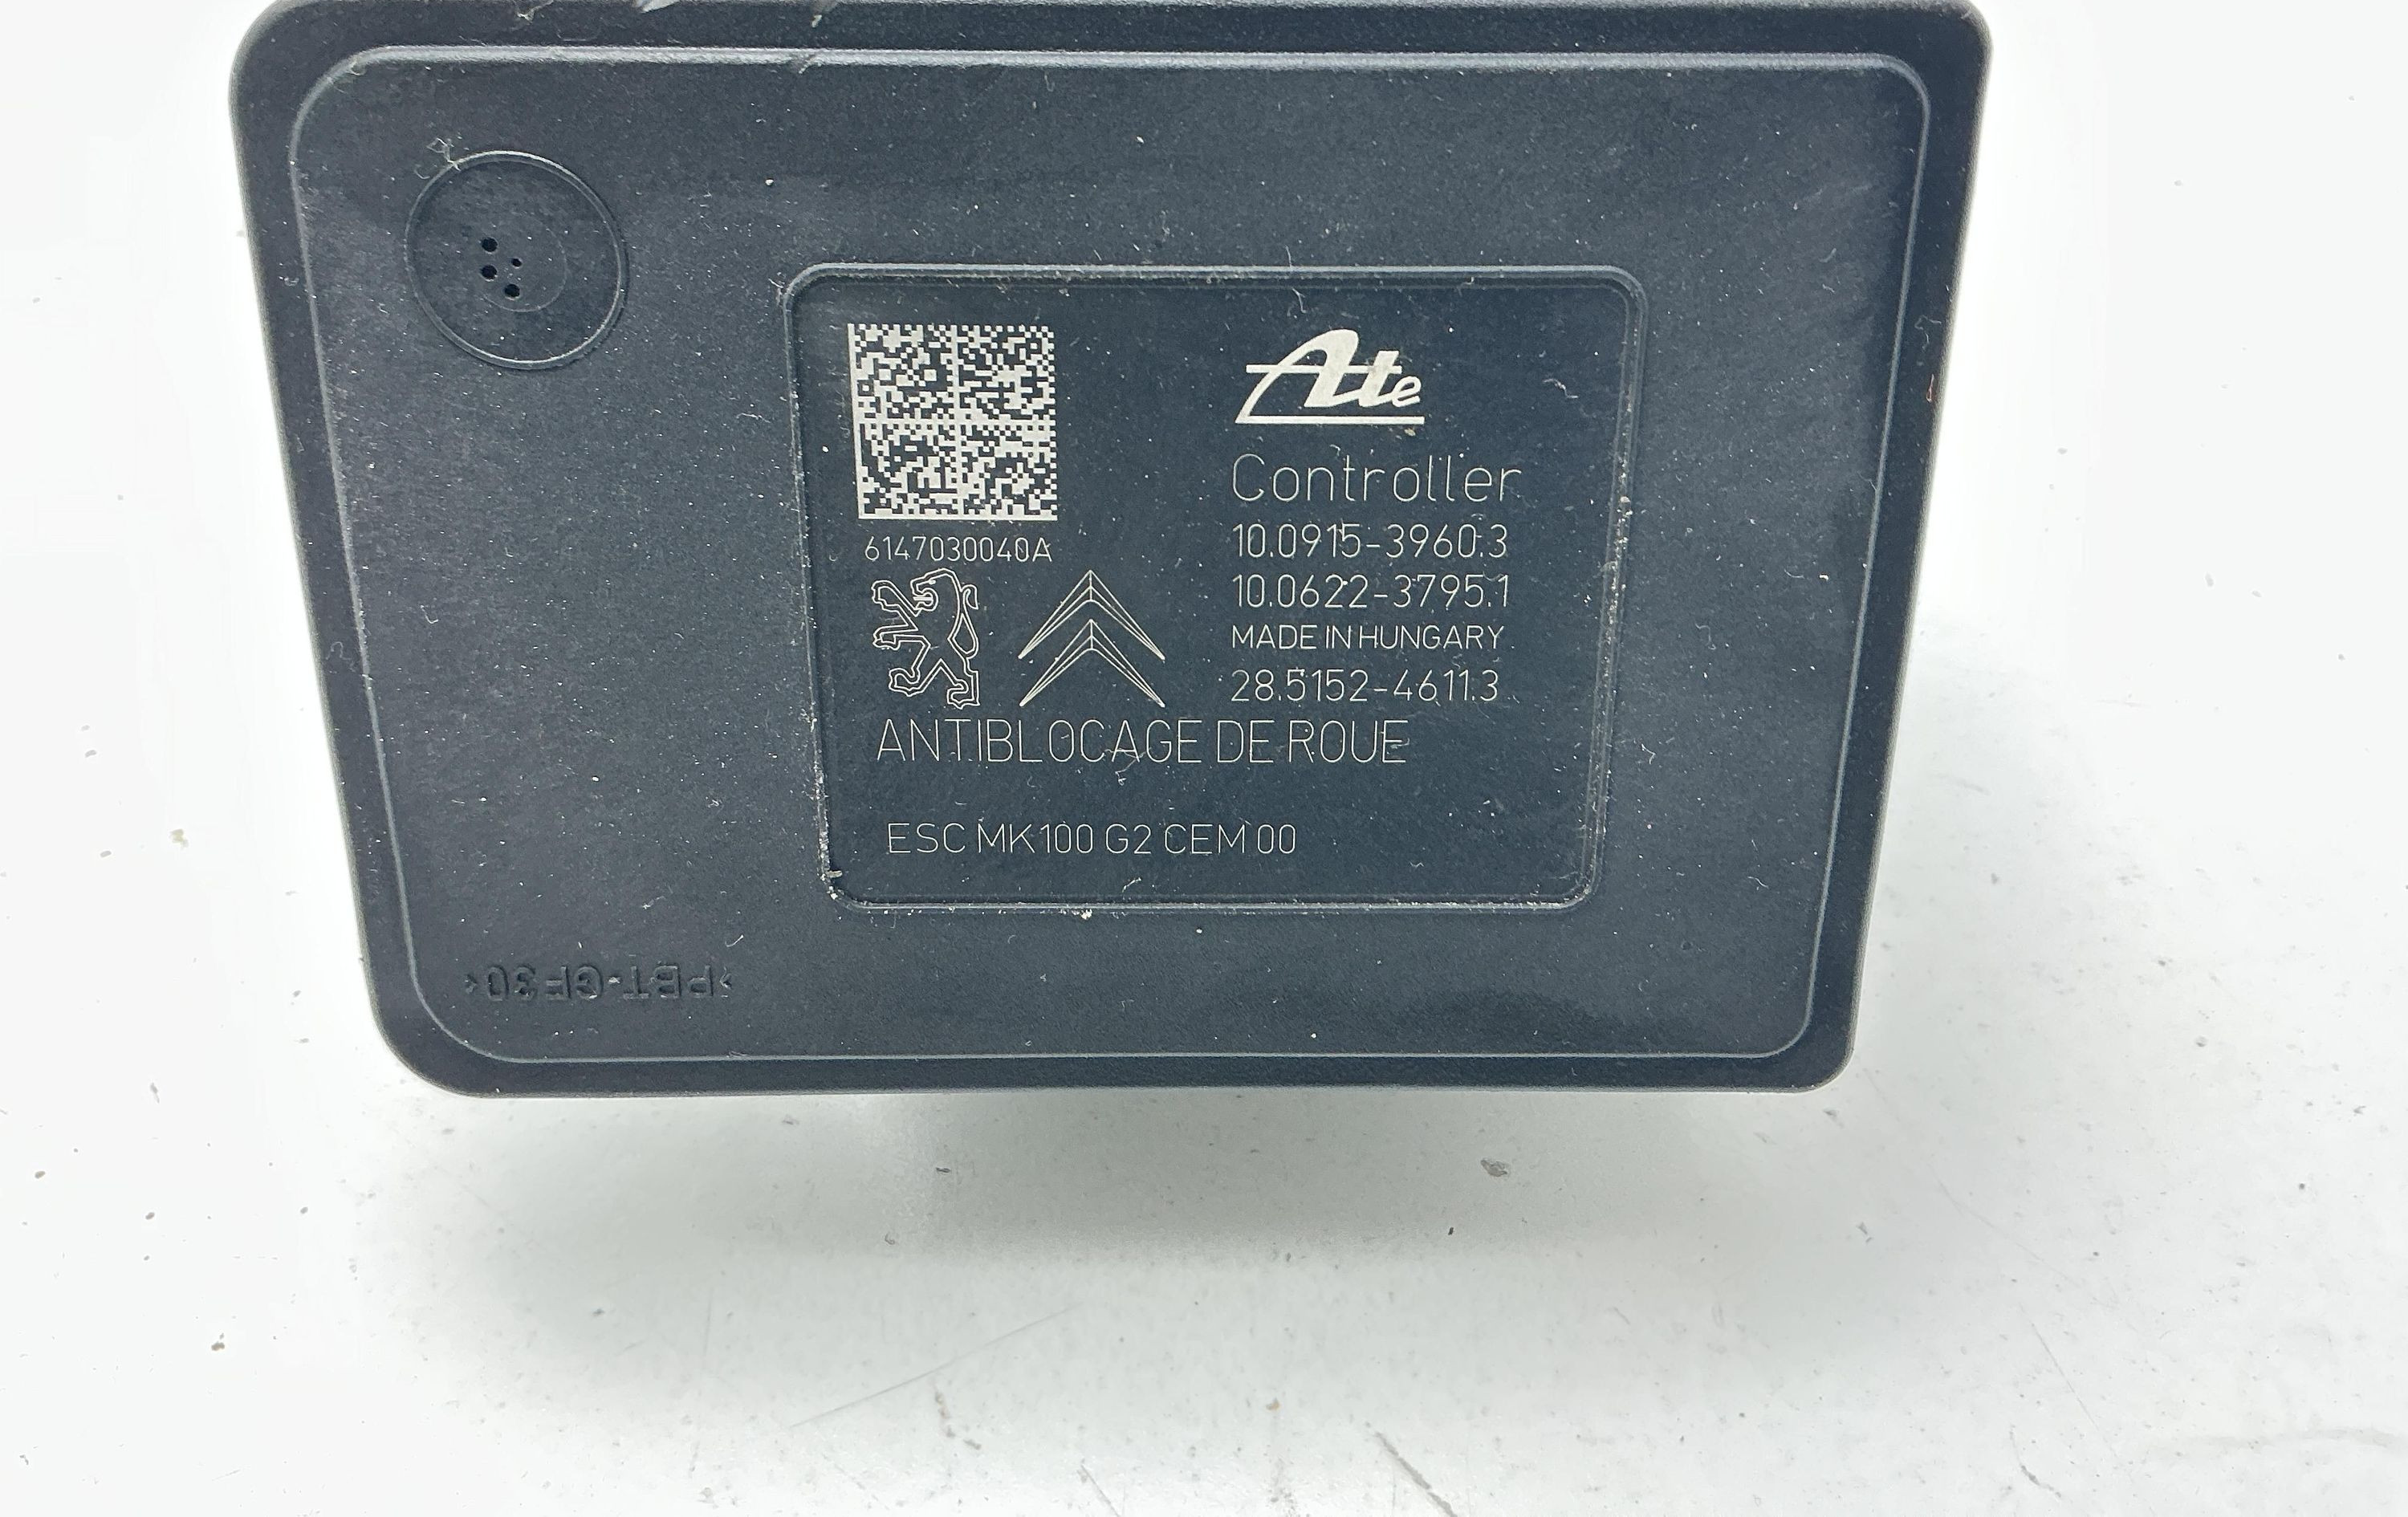 Ate
Controller
10.0915-3960.3
10.0622-3795.1
MADE IN HUNGARY
28.5152-4611.3
6147030040A
ANTIBLOCAGE DE ROUE
ESC MK100 G2 CEM 00
>PBT-GF30<